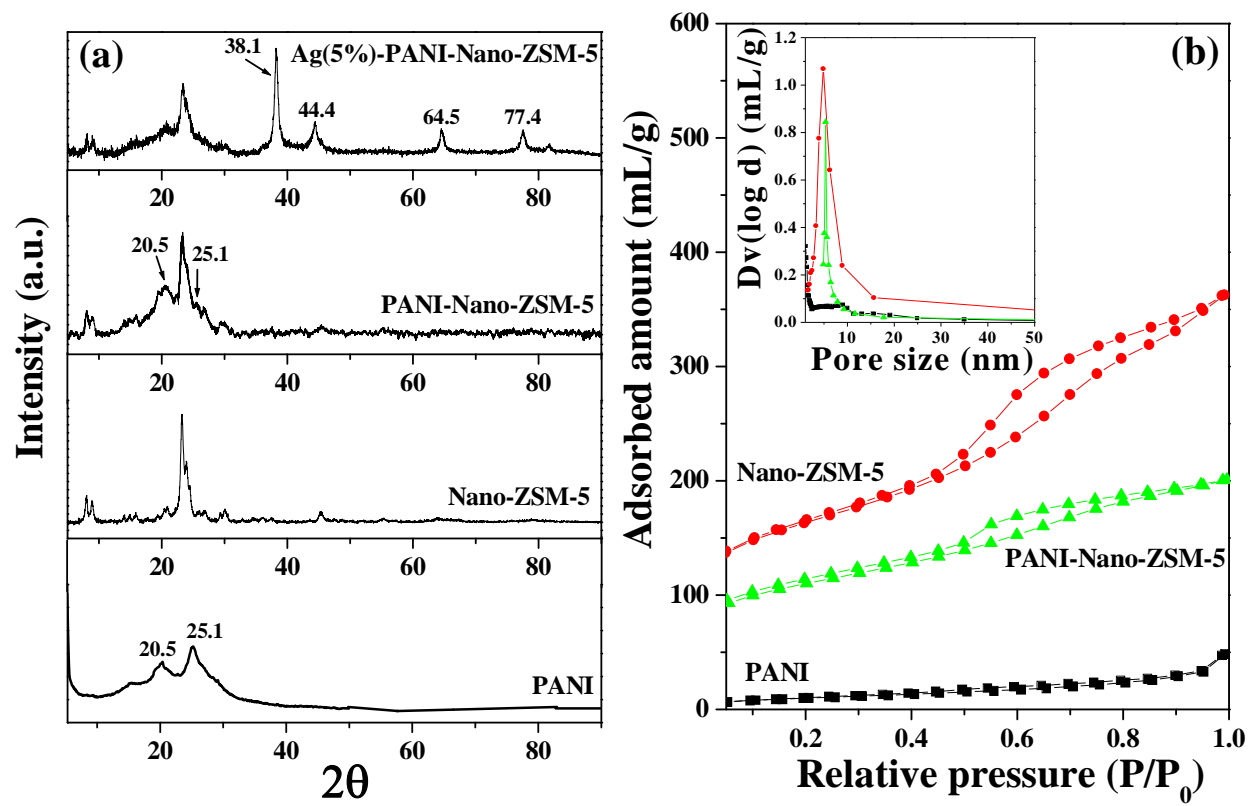 (a)
Ag(5%)-PANI-Nano-ZSM-5
38.1
44.4
64.5
77.4
20 40 60 80
20.5
25.1
PANI-Nano-ZSM-5
20 40 60 80
Nano-ZSM-5
20 40 60 80
20.5
25.1
PANI
20 40 60 80
2θ
Intensity (a.u.)
(b)
Adsorbed amount (mL/g)
600
500
400
300
200
100
0
Dv(log d) (mL/g)
1.2
1.0
0.8
0.6
0.4
0.2
0.0
10 20 30 40 50
Pore size (nm)
Nano-ZSM-5
PANI-Nano-ZSM-5
PANI
0.2 0.4 0.6 0.8 1.0
Relative pressure (P/P₀)